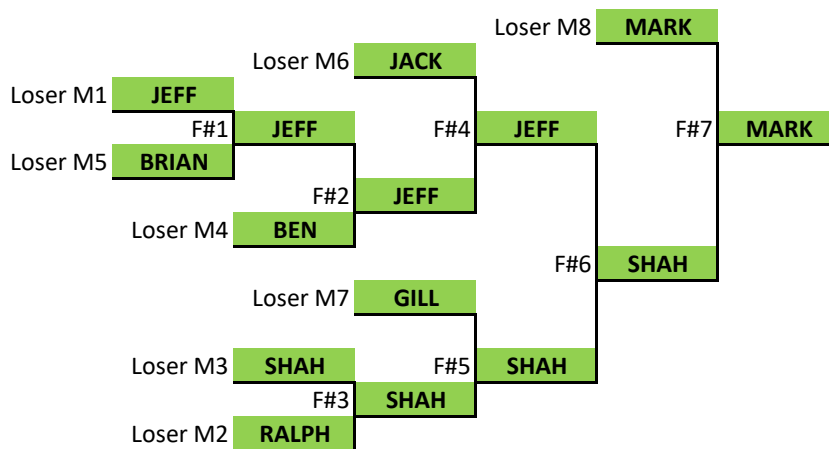 Loser M8 MARK
Loser M6 JACK
Loser M1 JEFF
F#1 JEFF F#4 JEFF F#7 MARK
Loser M5 BRIAN
F#2 JEFF
Loser M4 BEN
F#6 SHAH
Loser M7 GILL
Loser M3 SHAH F#5 SHAH
F#3 SHAH
Loser M2 RALPH